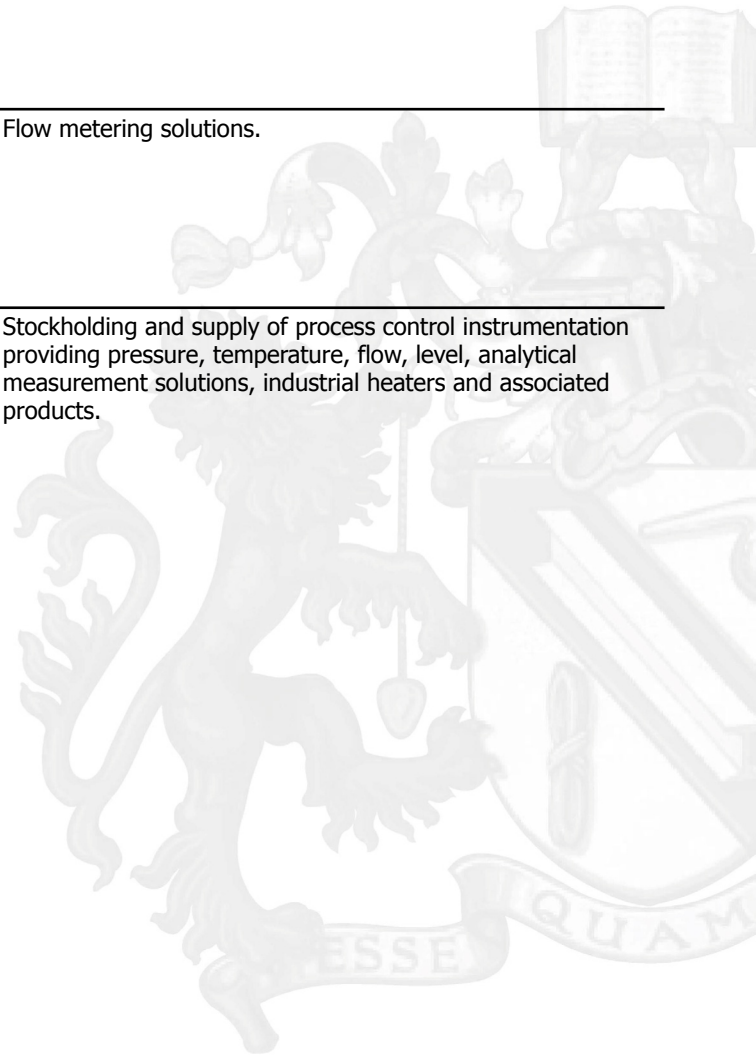 Flow metering solutions.
Stockholding and supply of process control instrumentation
providing pressure, temperature, flow, level, analytical
measurement solutions, industrial heaters and associated
products.
ESSE
QUAM